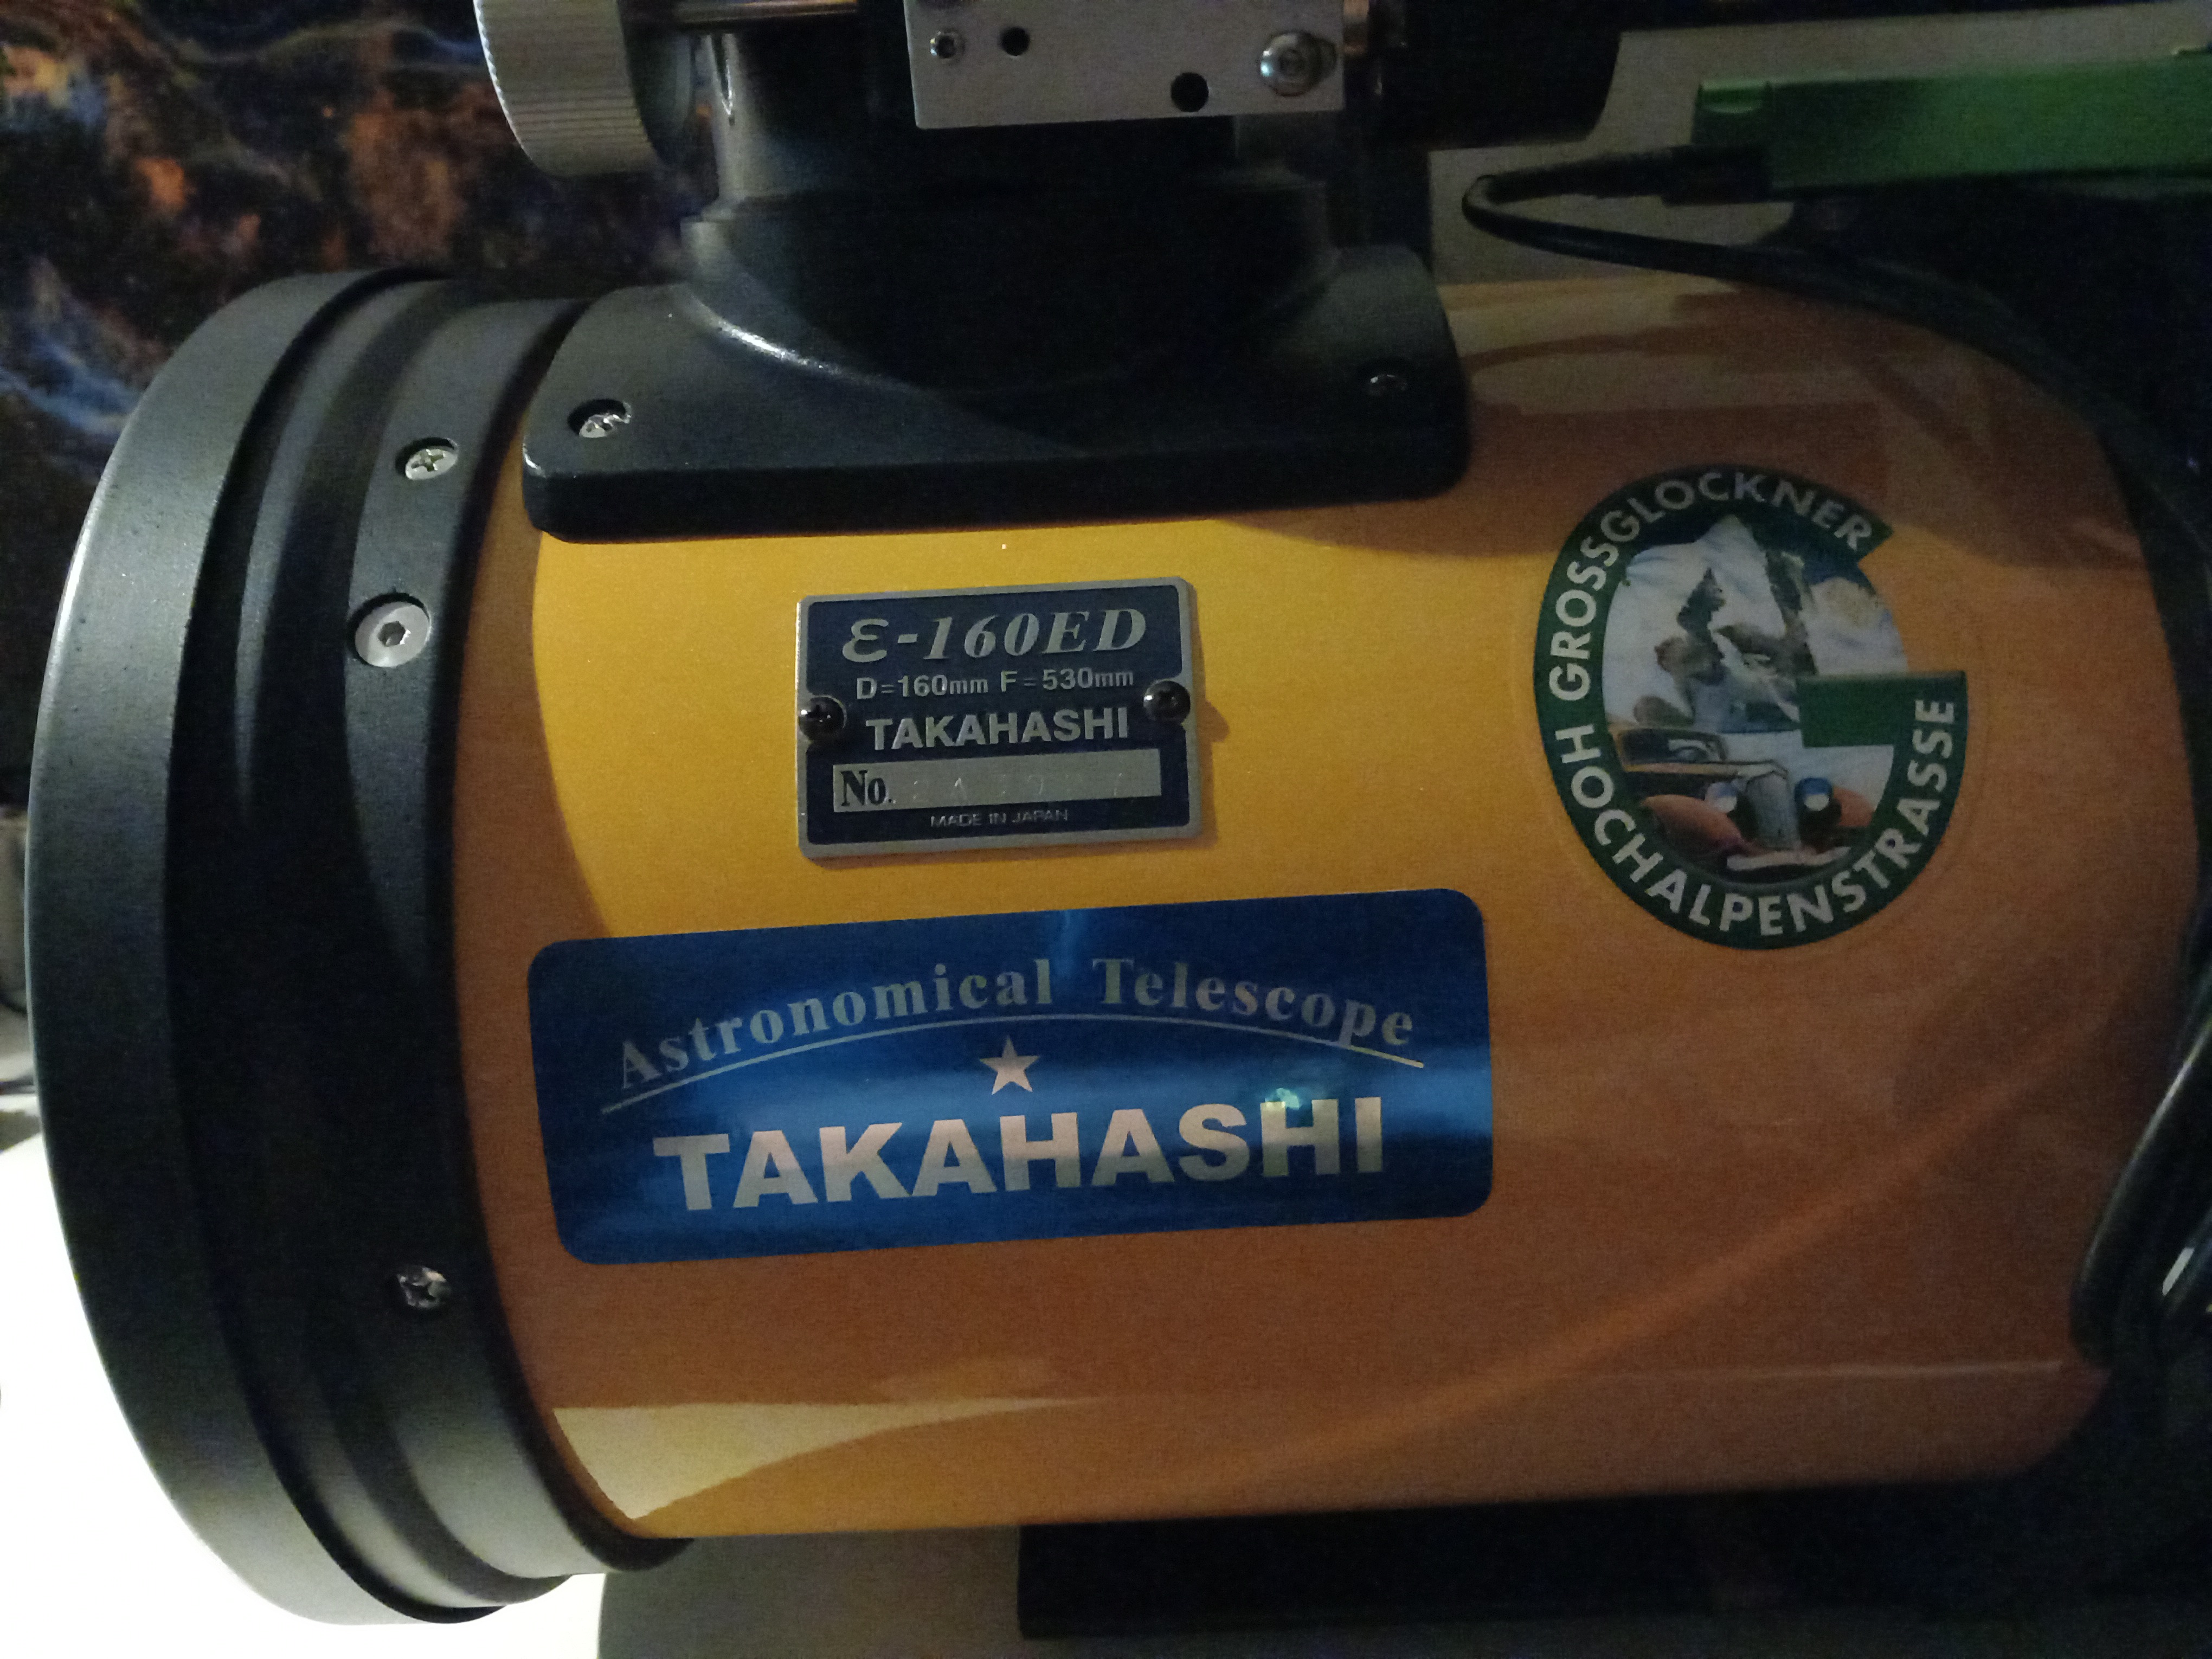 ε-160ED
D=160mm F=530mm
TAKAHASHI
No.
MADE IN JAPAN
GROSSGLOCKNER
HOCHALPENSTRASSE
Astronomical Telescope
TAKAHASHI